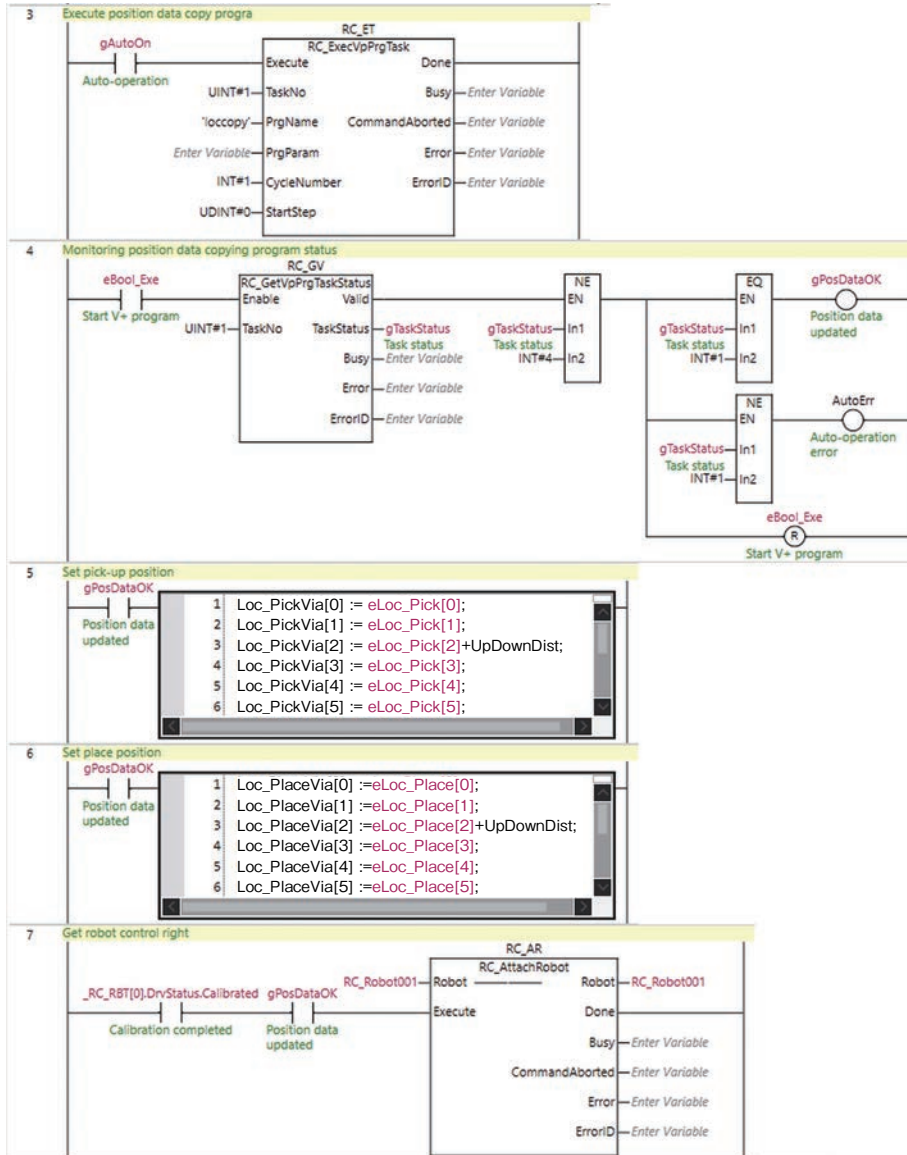 3 Execute position data copy progra
RC_ET
gAutoOn
RC_ExecVpPrgTask
Execute Done
Auto-operation
UINT#1 TaskNo Busy Enter Variable
'loccopy' PrgName CommandAborted Enter Variable
Enter Variable PrgParam Error Enter Variable
INT#1 CycleNumber ErrorID Enter Variable
UDINT#0 StartStep
4 Monitoring position data copying program status
RC_GV
eBool_Exe RC_GetVpPrgTaskStatus NE EQ gPosDataOK
Enable Valid EN EN
Start V+ program Position data
UINT#1 TaskNo TaskStatus gTaskStatus gTaskStatus In1 gTaskStatus In1 updated
Task status Task status Task status
Busy Enter Variable INT#4 In2 INT#1 In2
Error Enter Variable
ErrorID Enter Variable
NE AutoErr
EN
Auto-operation
gTaskStatus In1 error
Task status
INT#1 In2
eBool_Exe
R
Start V+ program
5 Set pick-up position
gPosDataOK
Position data
updated
1 Loc_PickVia[0] := eLoc_Pick[0];
2 Loc_PickVia[1] := eLoc_Pick[1];
3 Loc_PickVia[2] := eLoc_Pick[2]+UpDownDist;
4 Loc_PickVia[3] := eLoc_Pick[3];
5 Loc_PickVia[4] := eLoc_Pick[4];
6 Loc_PickVia[5] := eLoc_Pick[5];
6 Set place position
gPosDataOK
Position data
updated
1 Loc_PlaceVia[0] :=eLoc_Place[0];
2 Loc_PlaceVia[1] :=eLoc_Place[1];
3 Loc_PlaceVia[2] :=eLoc_Place[2]+UpDownDist;
4 Loc_PlaceVia[3] :=eLoc_Place[3];
5 Loc_PlaceVia[4] :=eLoc_Place[4];
6 Loc_PlaceVia[5] :=eLoc_Place[5];
7 Get robot control right
RC_AR
RC_AttachRobot
RC_Robot001 Robot Robot RC_Robot001
_RC_RBT[0].DrvStatus.Calibrated gPosDataOK
Execute Done
Calibration completed Position data
updated
Busy Enter Variable
CommandAborted Enter Variable
Error Enter Variable
ErrorID Enter Variable